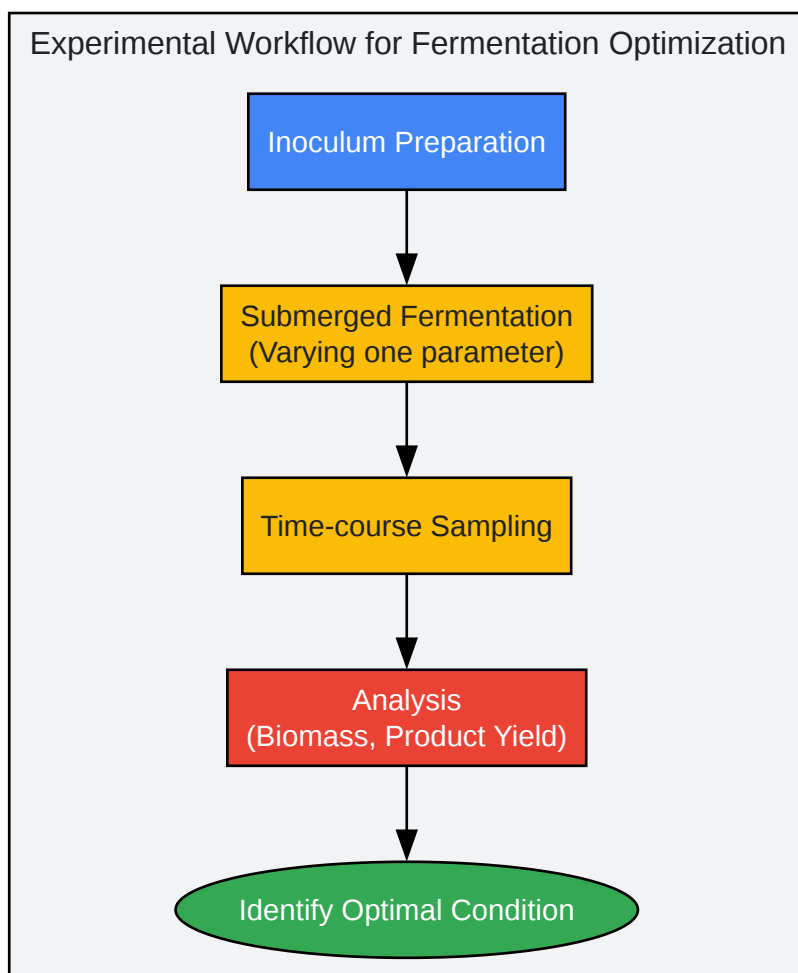 Experimental Workflow for Fermentation Optimization
Inoculum Preparation
Submerged Fermentation
(Varying one parameter)
Time-course Sampling
Analysis
(Biomass, Product Yield)
Identify Optimal Condition